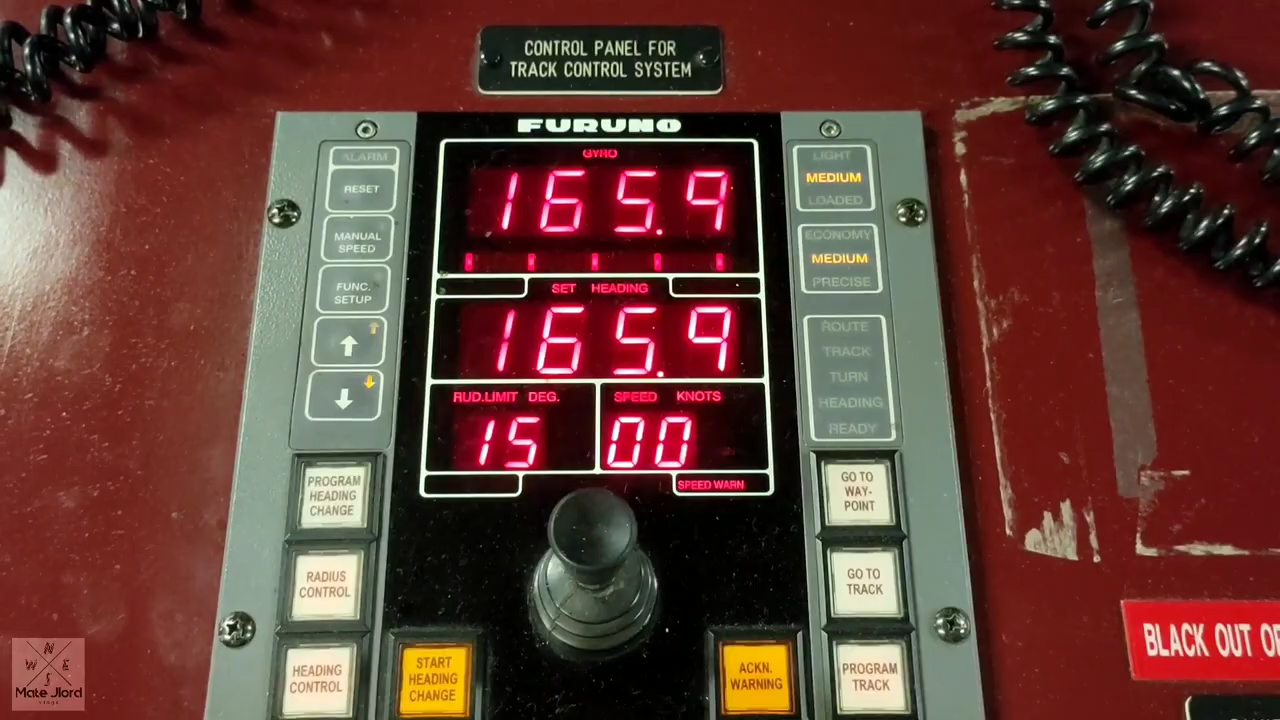 CONTROL PANEL FOR
TRACK CONTROL SYSTEM
FURUNO
ALARM
RESET
MANUAL
SPEED
FUNC.
SETUP
GYRO
165.9
SET HEADING
165.9
RUD.LIMIT DEG.
15
SPEED KNOTS
00
SPEED WARN
LIGHT
MEDIUM
LOADED
ECONOMY
MEDIUM
PRECISE
ROUTE
TRACK
TURN
HEADING
READY
PROGRAM
HEADING
CHANGE
RADIUS
CONTROL
HEADING
CONTROL
START
HEADING
CHANGE
ACKN.
WARNING
GO TO
WAY-
POINT
GO TO
TRACK
PROGRAM
TRACK
BLACK OUT
N
W E
S
Mate Jlord
vlogs